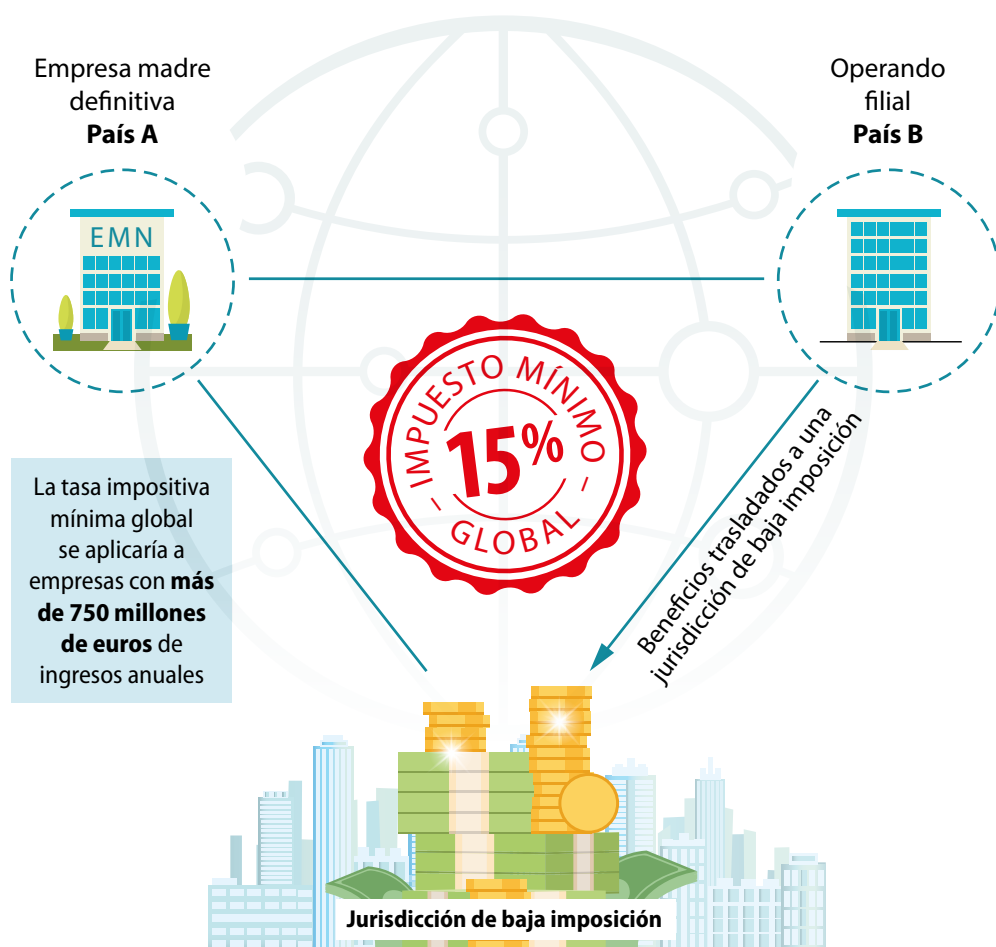 Empresa madre
definitiva
País A
Operando
filial
País B
EMN
IMPUESTO MÍNIMO
15%
– GLOBAL –
La tasa impositiva
mínima global
se aplicaría a
empresas con más
de 750 millones
de euros de
ingresos anuales
Beneficios trasladados a una
jurisdicción de baja imposición
Jurisdicción de baja imposición